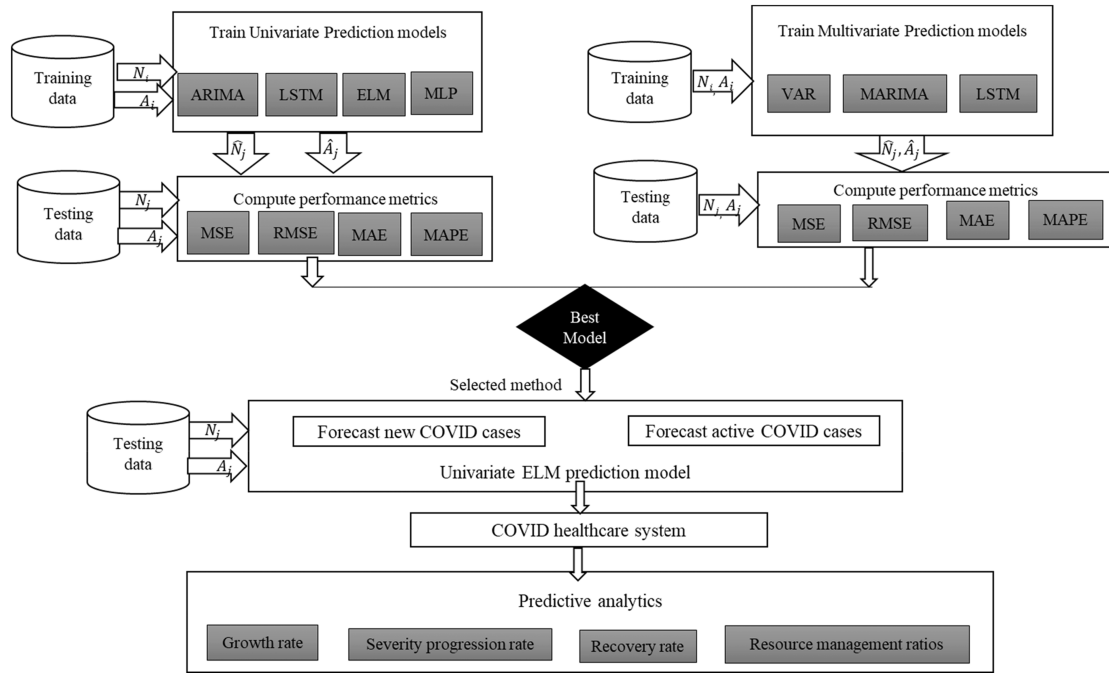 Train Univariate Prediction models
Training
data
N_i
A_i
ARIMA LSTM ELM MLP
N̂_j
Â_j
Testing
data
N_j
A_j
Compute performance metrics
MSE RMSE MAE MAPE
Train Multivariate Prediction models
Training
data
N_i, A_i
VAR MARIMA LSTM
N̂_j, Â_j
Testing
data
N_j, A_j
Compute performance metrics
MSE RMSE MAE MAPE
Best
Model
Selected method
Testing
data
N_j
A_j
Forecast new COVID cases Forecast active COVID cases
Univariate ELM prediction model
COVID healthcare system
Predictive analytics
Growth rate Severity progression rate Recovery rate Resource management ratios